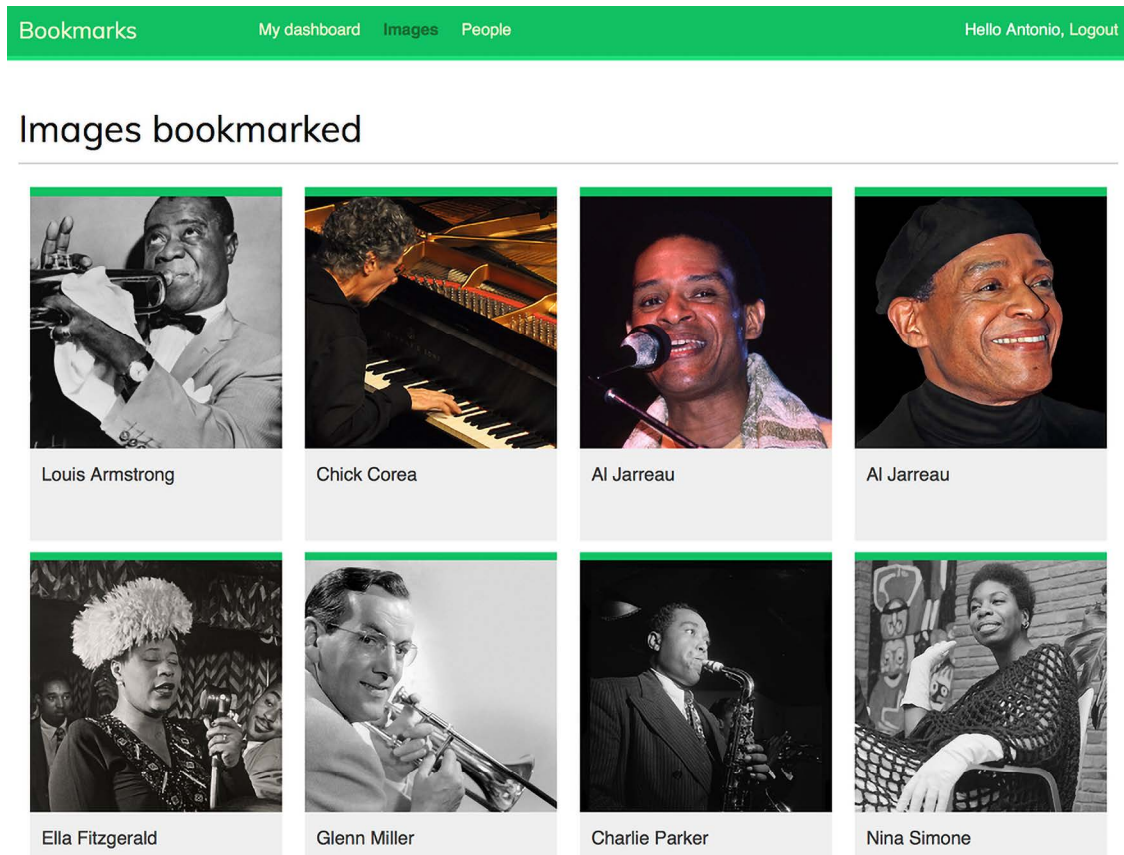 Bookmarks My dashboard Images People Hello Antonio, Logout
Images bookmarked
Louis Armstrong Chick Corea Al Jarreau Al Jarreau
Ella Fitzgerald Glenn Miller Charlie Parker Nina Simone